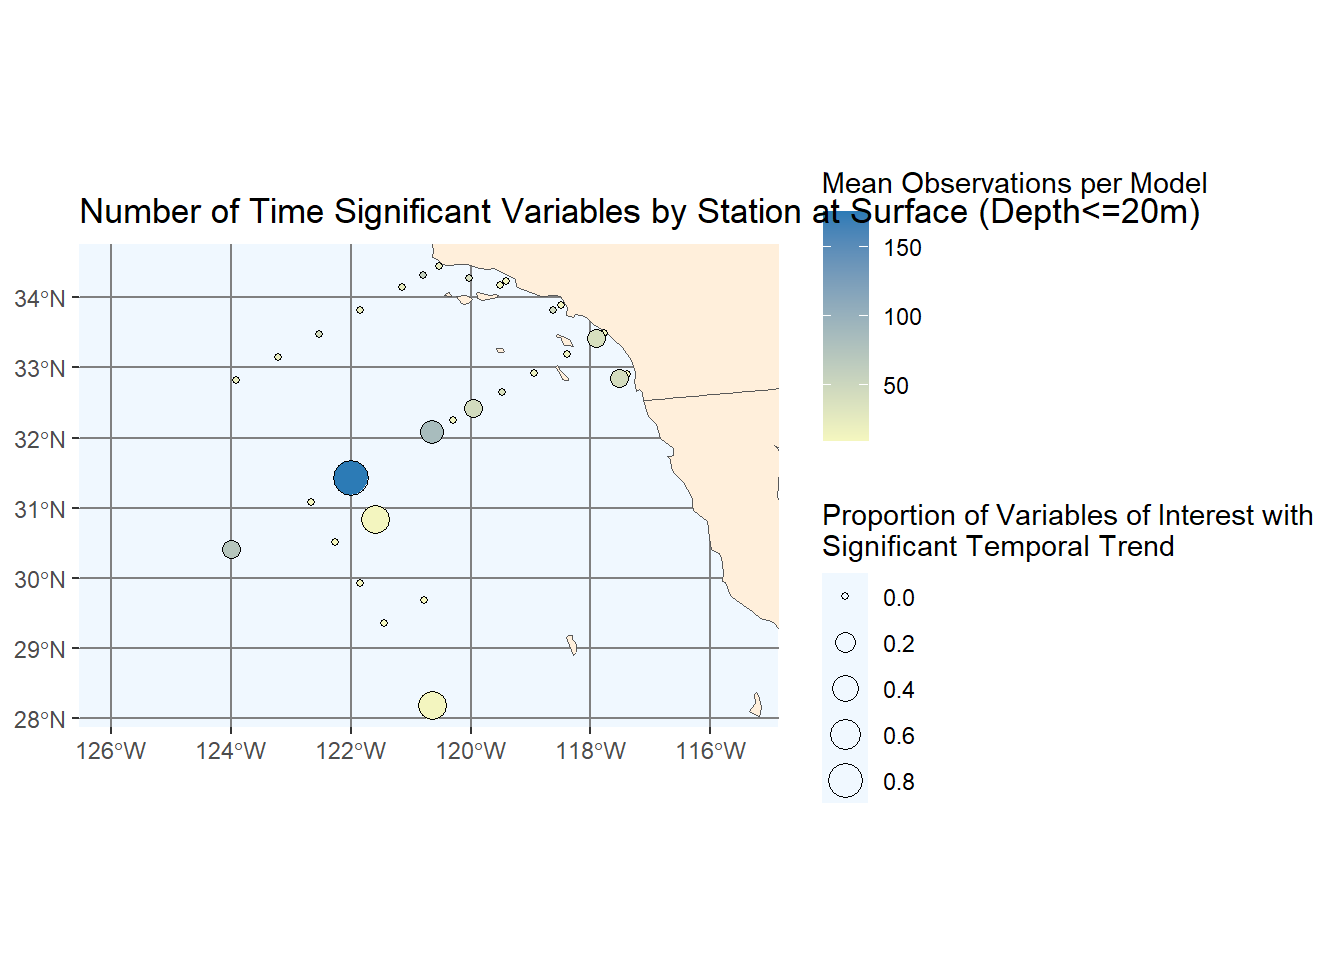 Number of Time Significant Variables by Station at Surface (Depth<=20m)
34°N
33°N
32°N
31°N
30°N
29°N
28°N
126°W
124°W
122°W
120°W
118°W
116°W
Mean Observations per Model
150
100
50
Proportion of Variables of Interest with
Significant Temporal Trend
0.0
0.2
0.4
0.6
0.8